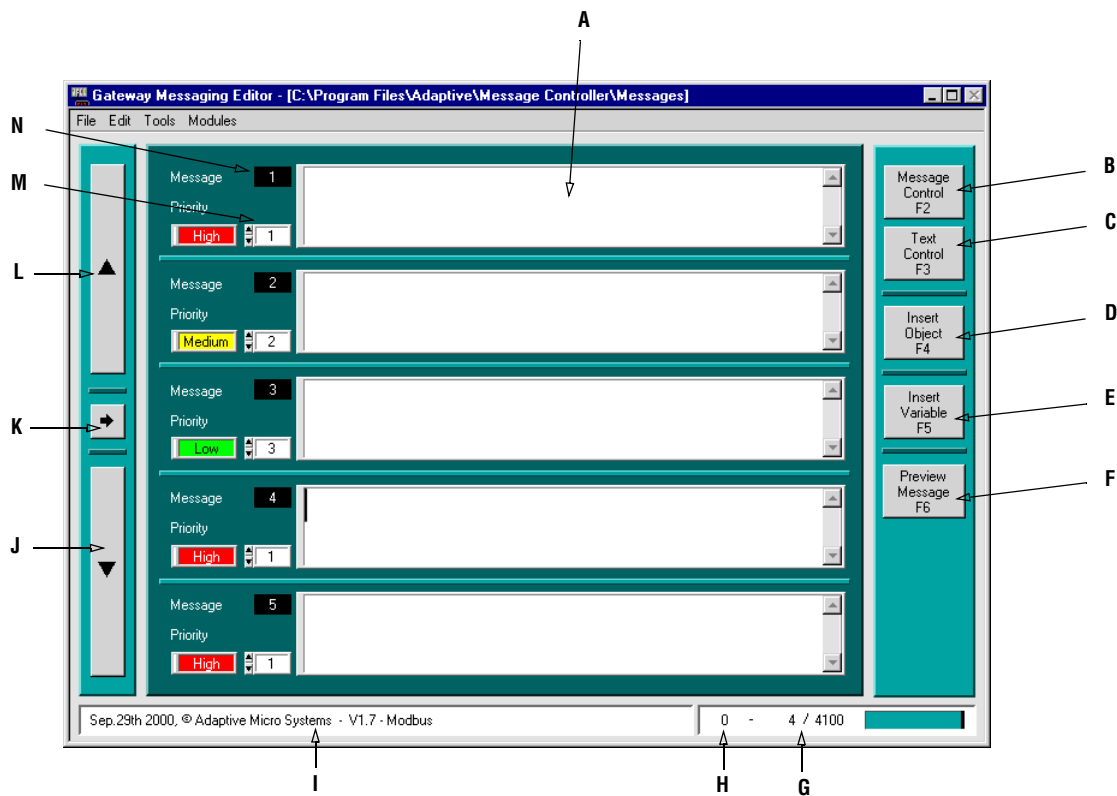 A
Gateway Messaging Editor - [C:\Program Files\Adaptive\Message Controller\Messages]
File Edit Tools Modules
N
M
L
K
J
Message 1
Priority
High 1
Message 2
Priority
Medium 2
Message 3
Priority
Low 3
Message 4
Priority
High 1
Message 5
Priority
High 1
Message
Control
F2
Text
Control
F3
Insert
Object
F4
Insert
Variable
F5
Preview
Message
F6
B
C
D
E
F
Sep.29th 2000, © Adaptive Micro Systems - V1.7 - Modbus
0 - 4 / 4100
I
H
G